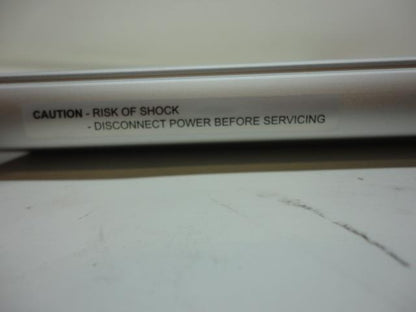 CAUTION - RISK OF SHOCK
- DISCONNECT POWER BEFORE SERVICING